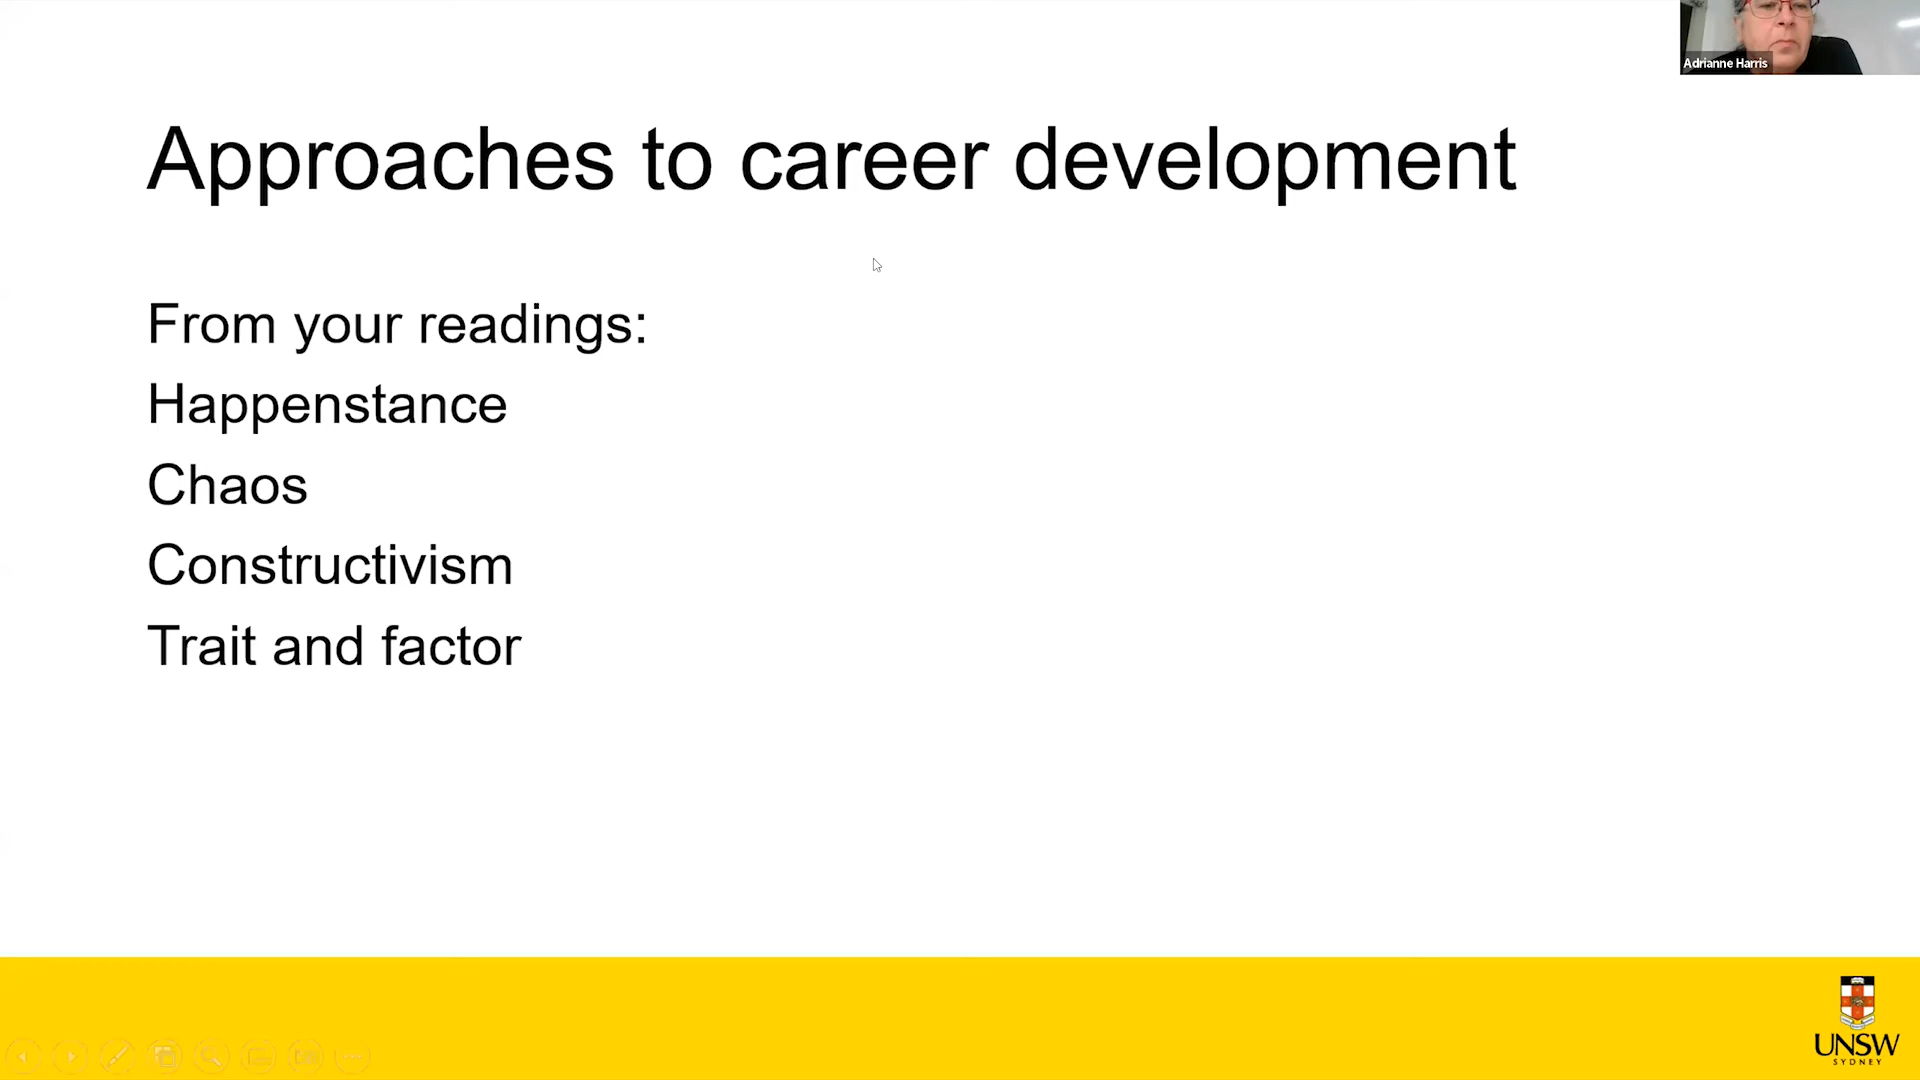 Adrianne Harris
Approaches to career development
From your readings:
Happenstance
Chaos
Constructivism
Trait and factor
UNSW
SYDNEY